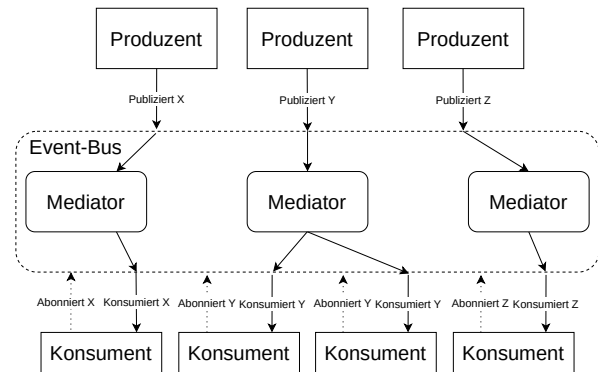 Produzent
Produzent
Produzent
Publiziert X
Publiziert Y
Publiziert Z
Event-Bus
Mediator
Mediator
Mediator
Abonniert X
Konsumiert X
Abonniert Y
Konsumiert Y
Abonniert Y
Konsumiert Y
Abonniert Z
Konsumiert Z
Konsument
Konsument
Konsument
Konsument